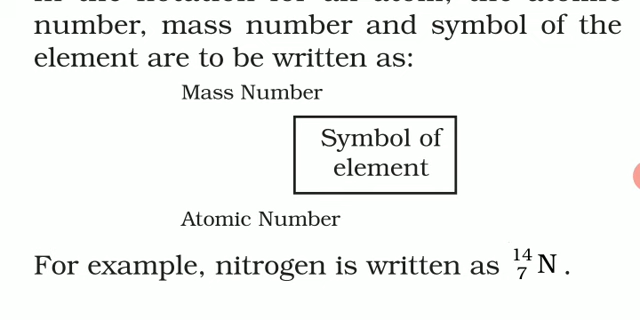 number, mass number and symbol of the
element are to be written as:
Mass Number
Symbol of
element
Atomic Number
For example, nitrogen is written as ¹⁴₇N .